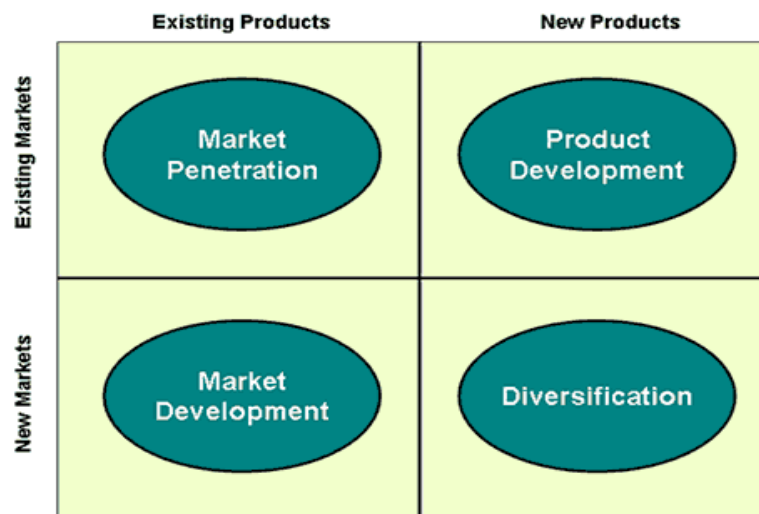 Existing Products
New Products
Existing Markets
Market
Penetration
Product
Development
New Markets
Market
Development
Diversification